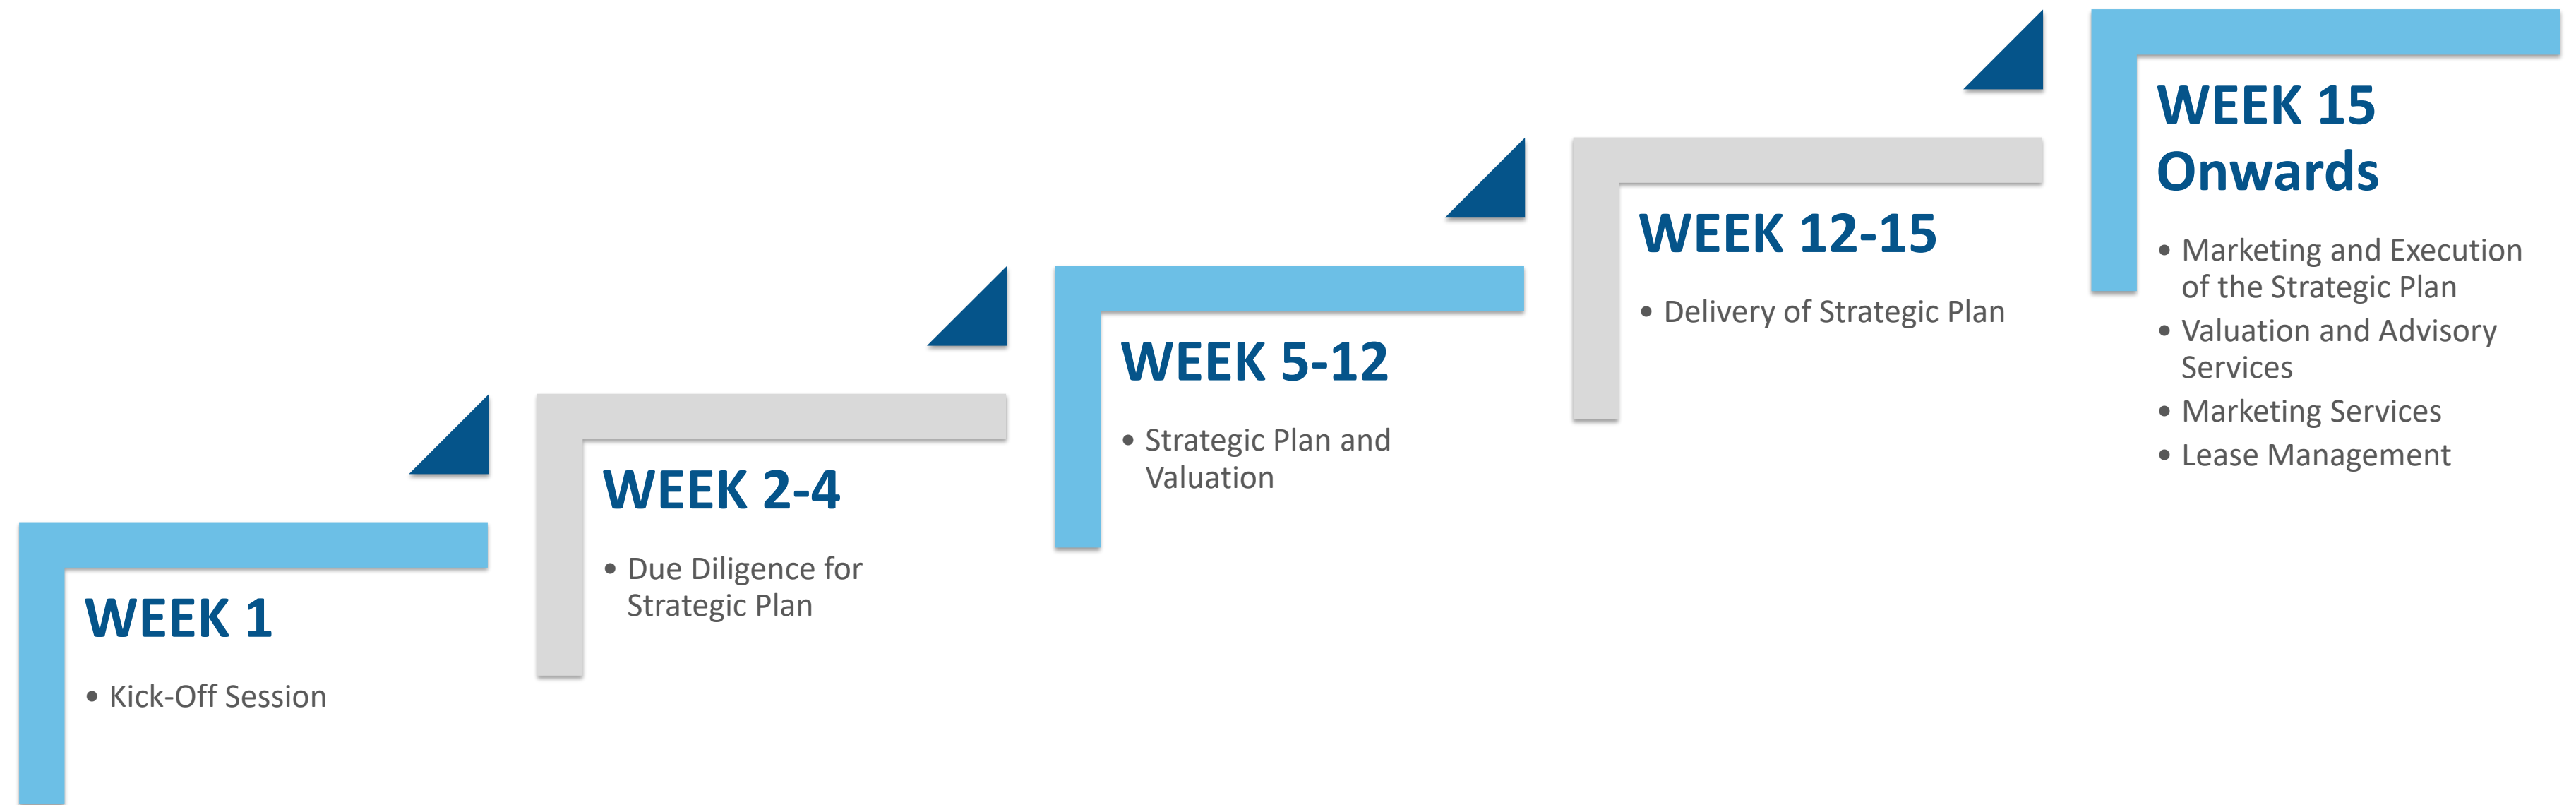 WEEK 1
• Kick-Off Session
WEEK 2-4
• Due Diligence for
Strategic Plan
WEEK 5-12
• Strategic Plan and
Valuation
WEEK 12-15
• Delivery of Strategic Plan
WEEK 15
Onwards
• Marketing and Execution
of the Strategic Plan
• Valuation and Advisory
Services
• Marketing Services
• Lease Management